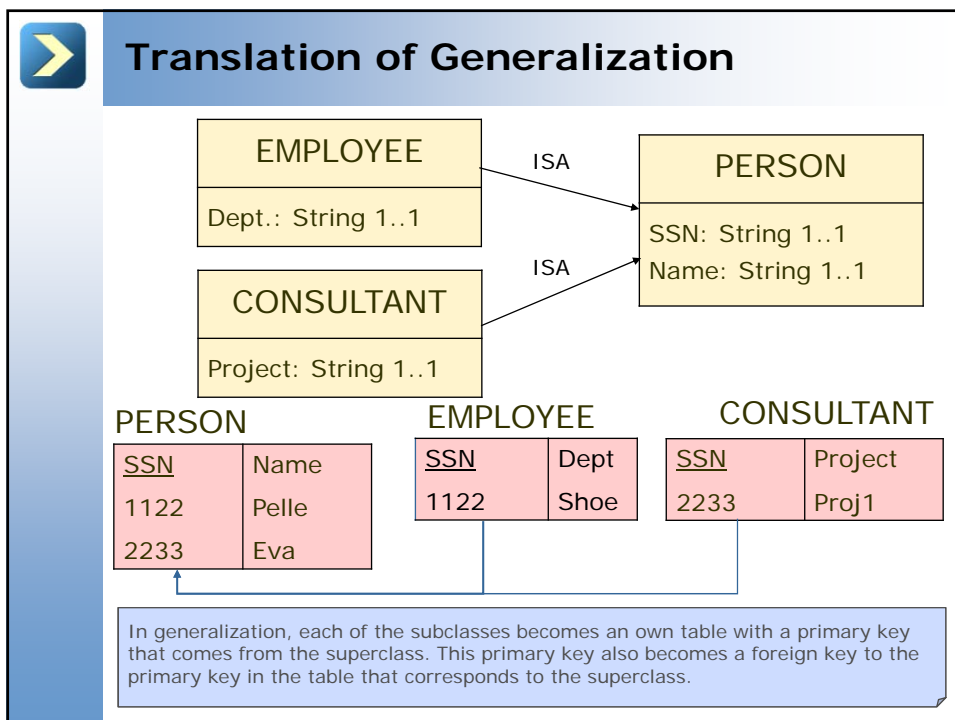 Translation of Generalization
EMPLOYEE
Dept.: String 1..1
ISA
PERSON
SSN: String 1..1
Name: String 1..1
CONSULTANT
Project: String 1..1
ISA
PERSON
SSN Name
1122 Pelle
2233 Eva
EMPLOYEE
SSN Dept
1122 Shoe
CONSULTANT
SSN Project
2233 Proj1
In generalization, each of the subclasses becomes an own table with a primary key
that comes from the superclass. This primary key also becomes a foreign key to the
primary key in the table that corresponds to the superclass.